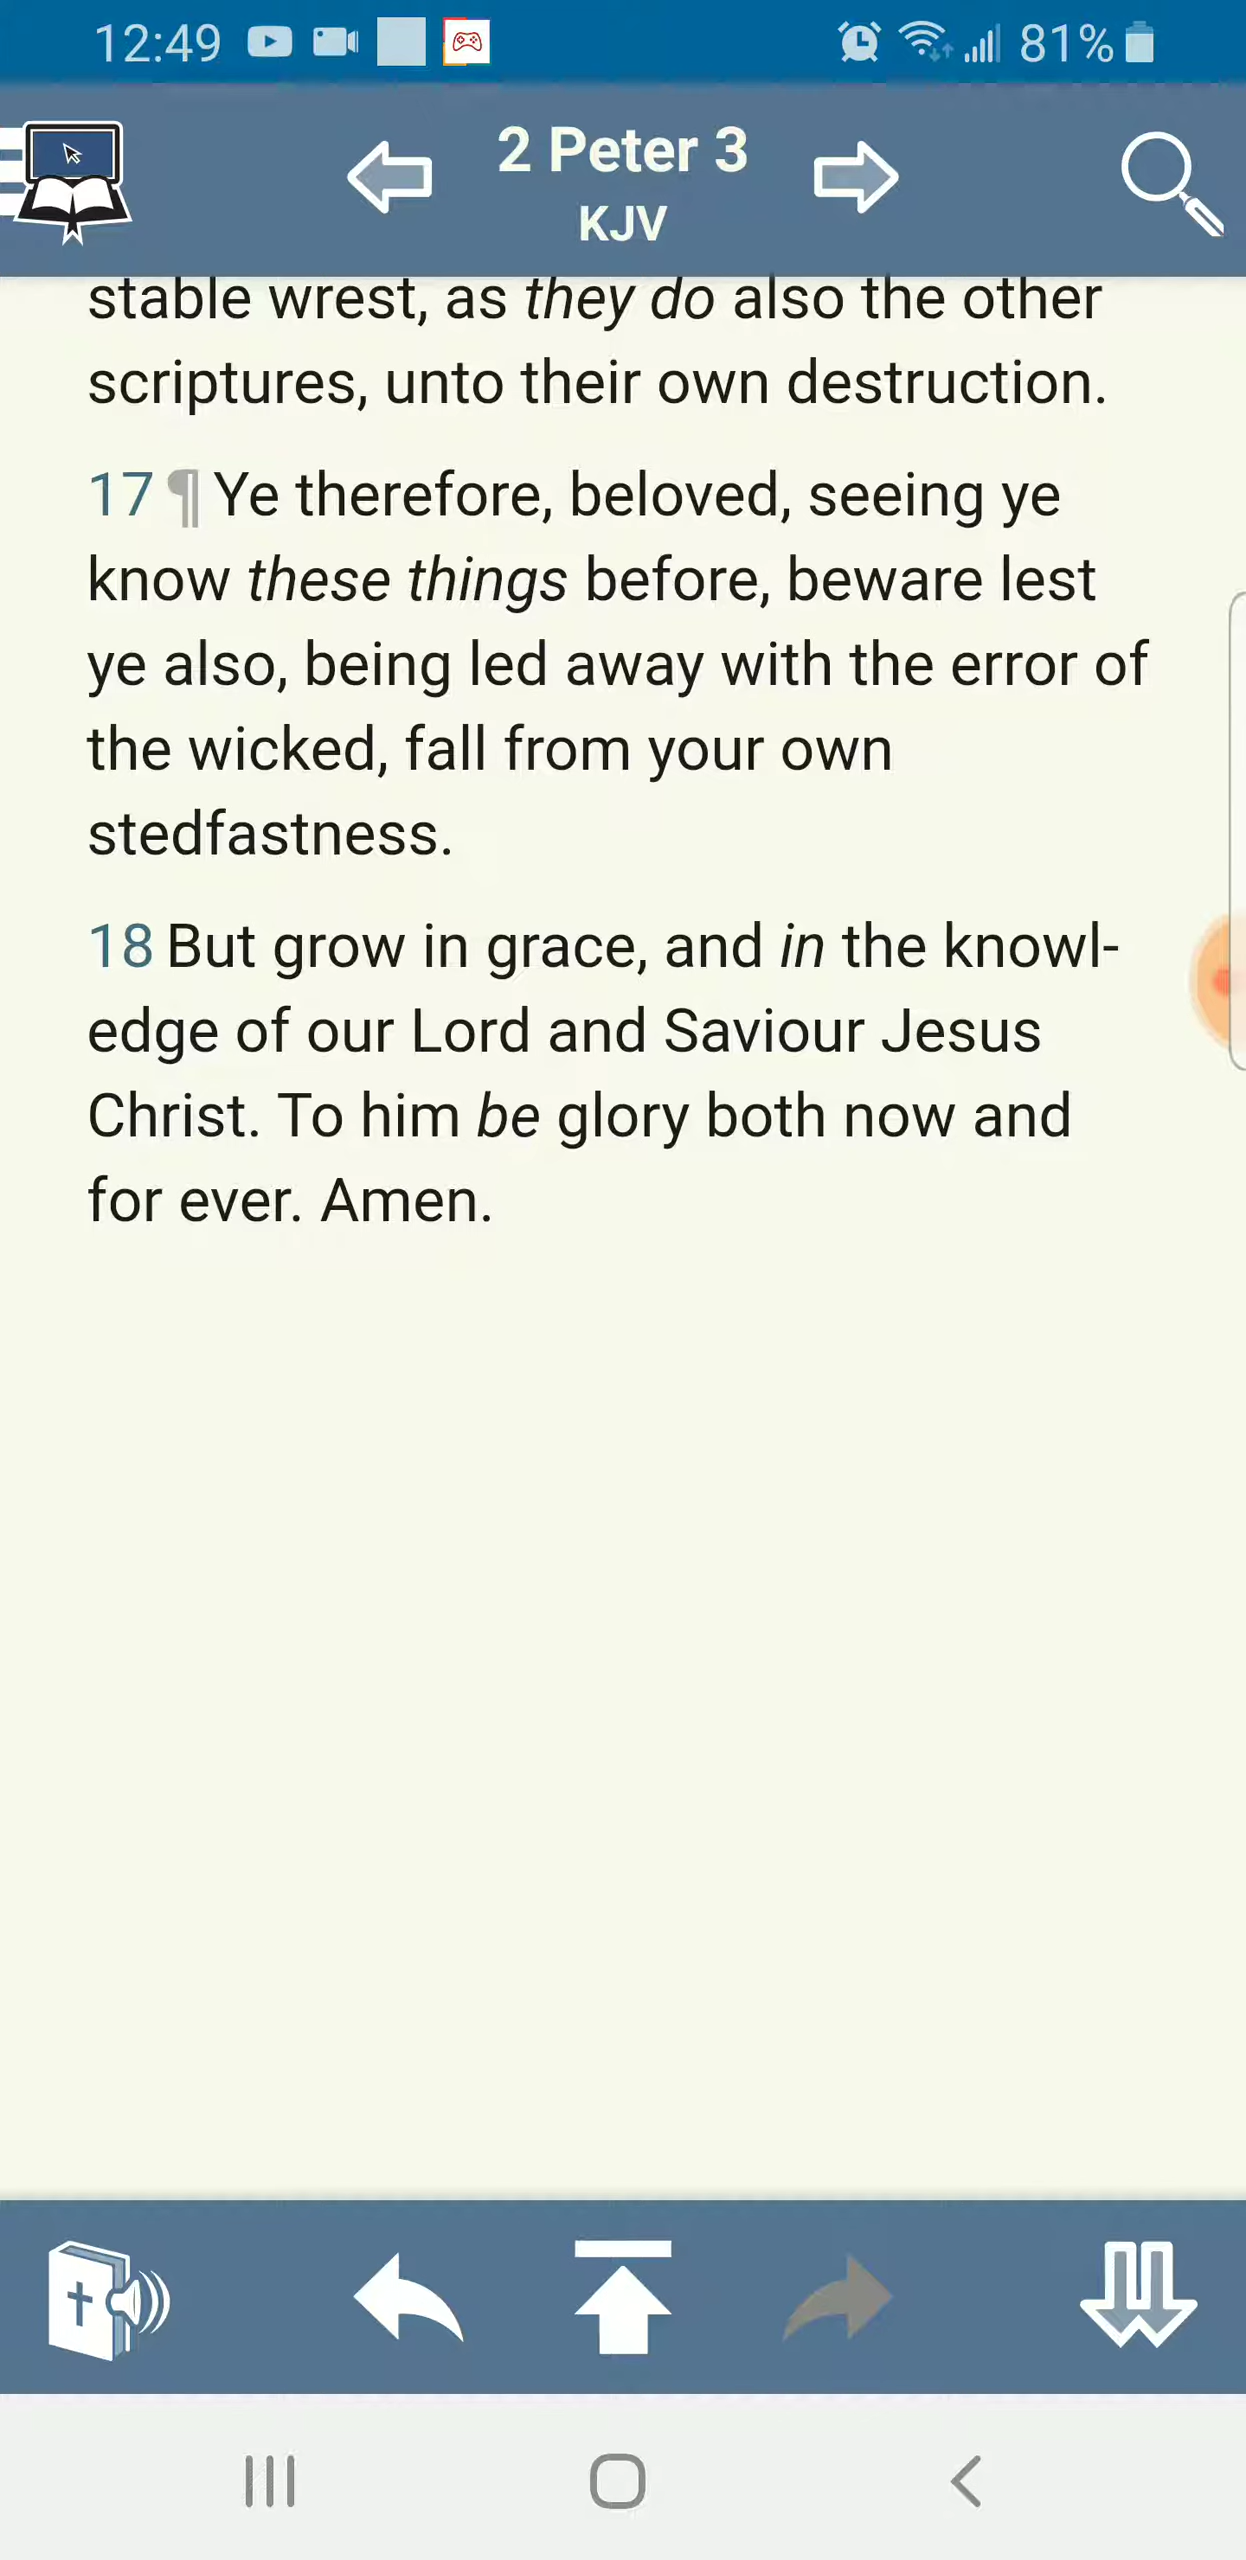 12:49 81%
2 Peter 3
KJV
stable wrest, as they do also the other
scriptures, unto their own destruction.
17 ¶ Ye therefore, beloved, seeing ye
know these things before, beware lest
ye also, being led away with the error of
the wicked, fall from your own
stedfastness.
18 But grow in grace, and in the knowl-
edge of our Lord and Saviour Jesus
Christ. To him be glory both now and
for ever. Amen.